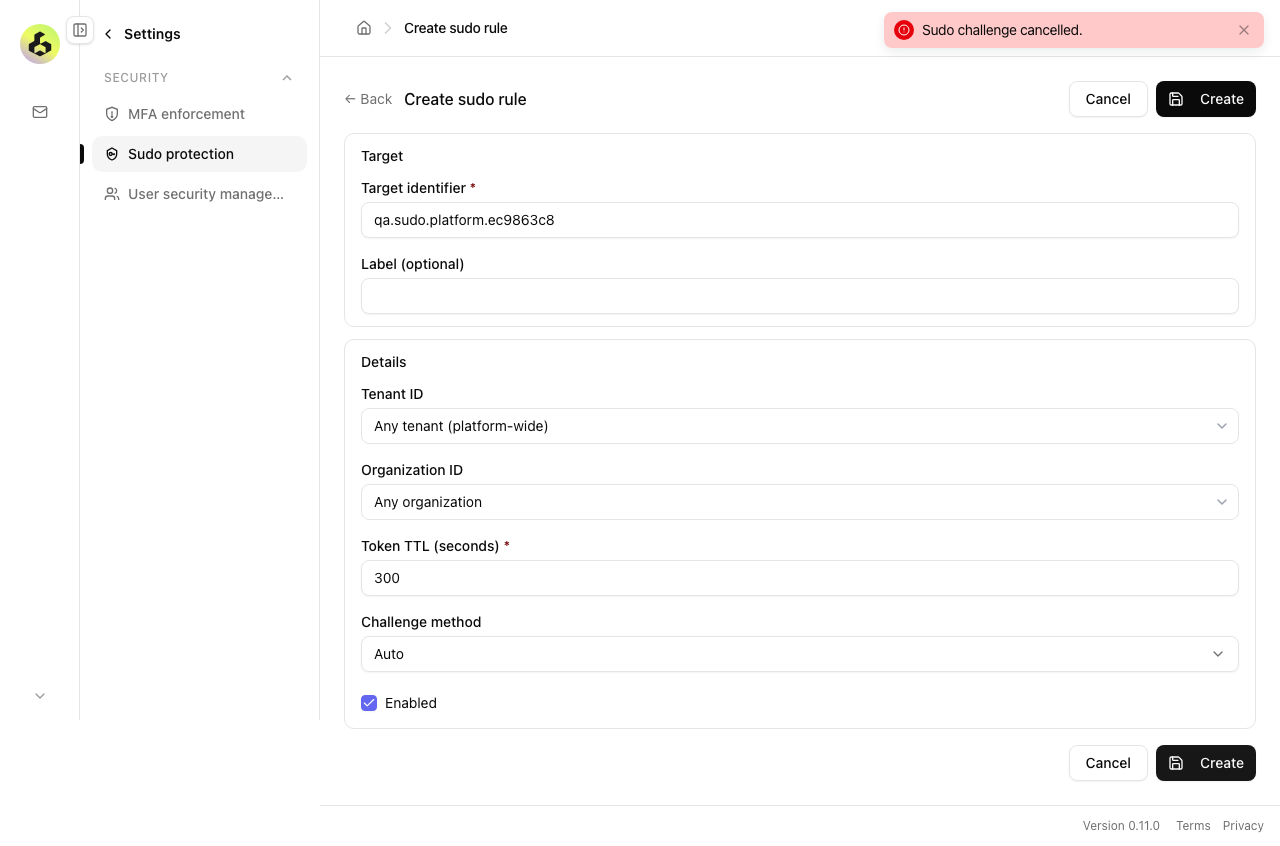 Settings
SECURITY
MFA enforcement
Sudo protection
User security manage...
Create sudo rule
Sudo challenge cancelled.
Back
Create sudo rule
Cancel
Create
Target
Target identifier *
qa.sudo.platform.ec9863c8
Label (optional)
Details
Tenant ID
Any tenant (platform-wide)
Organization ID
Any organization
Token TTL (seconds) *
300
Challenge method
Auto
Enabled
Cancel
Create
Version 0.11.0
Terms
Privacy